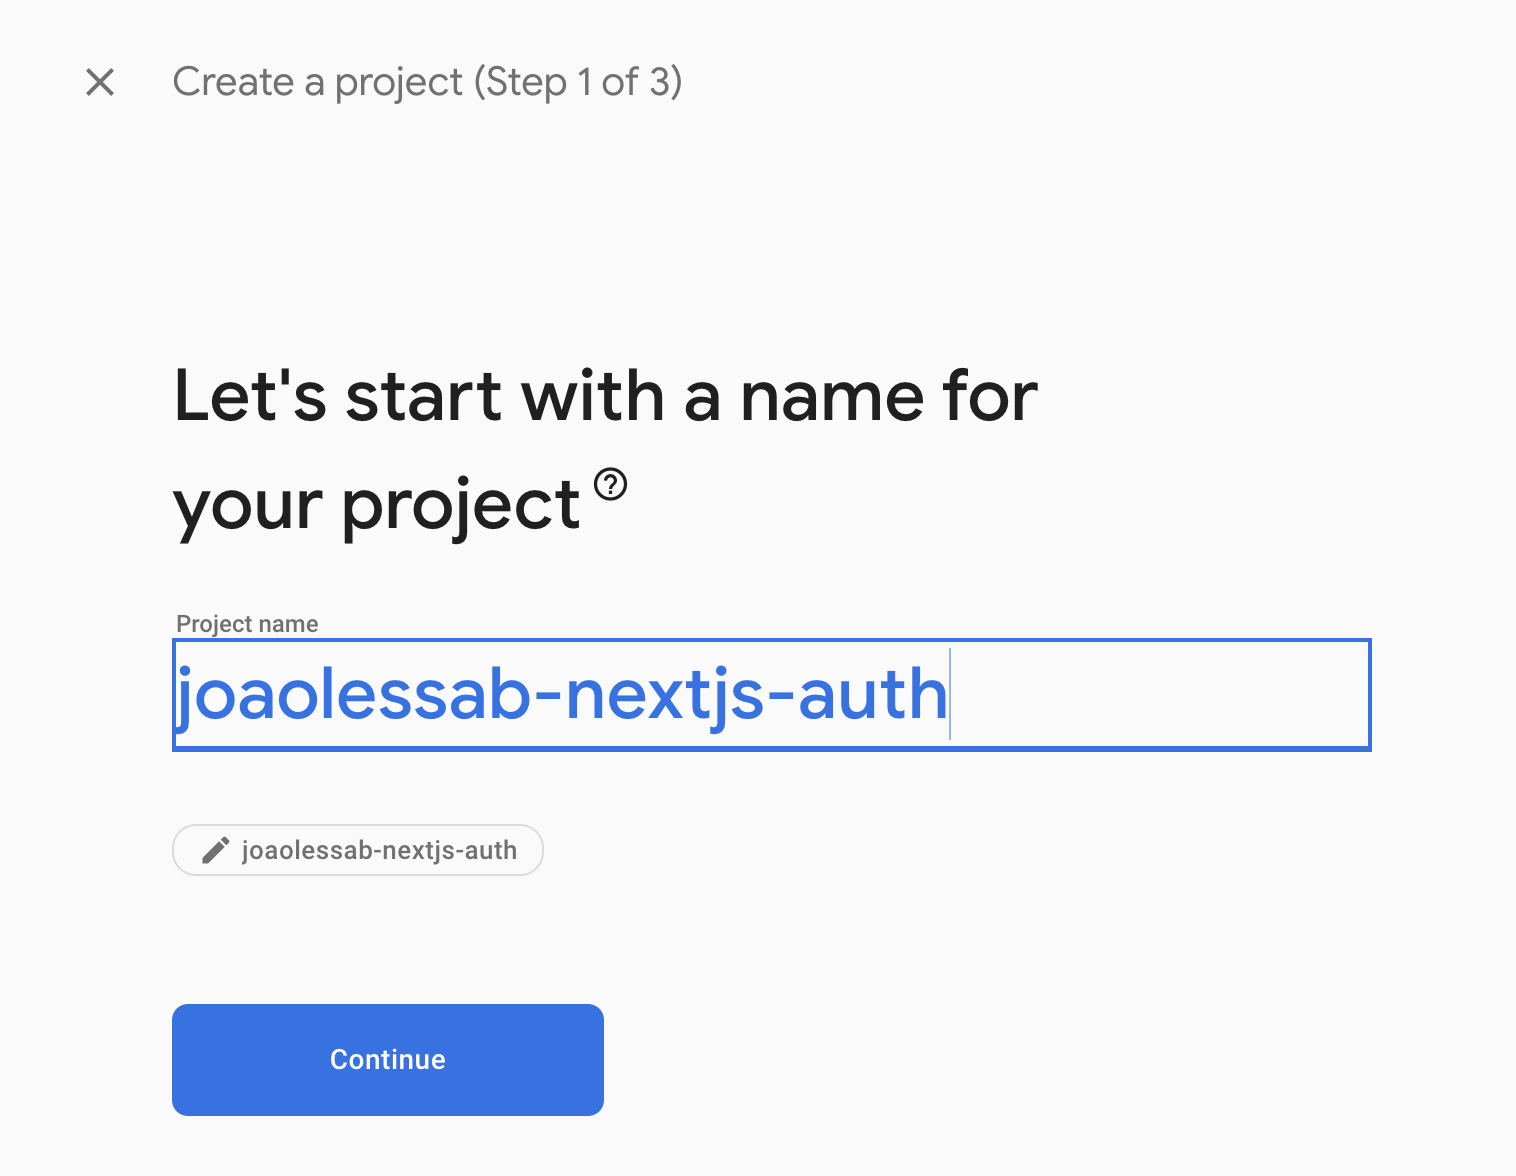 Create a project (Step 1 of 3)
Let's start with a name for
your project
Project name
joaolessab-nextjs-auth
joaolessab-nextjs-auth
Continue